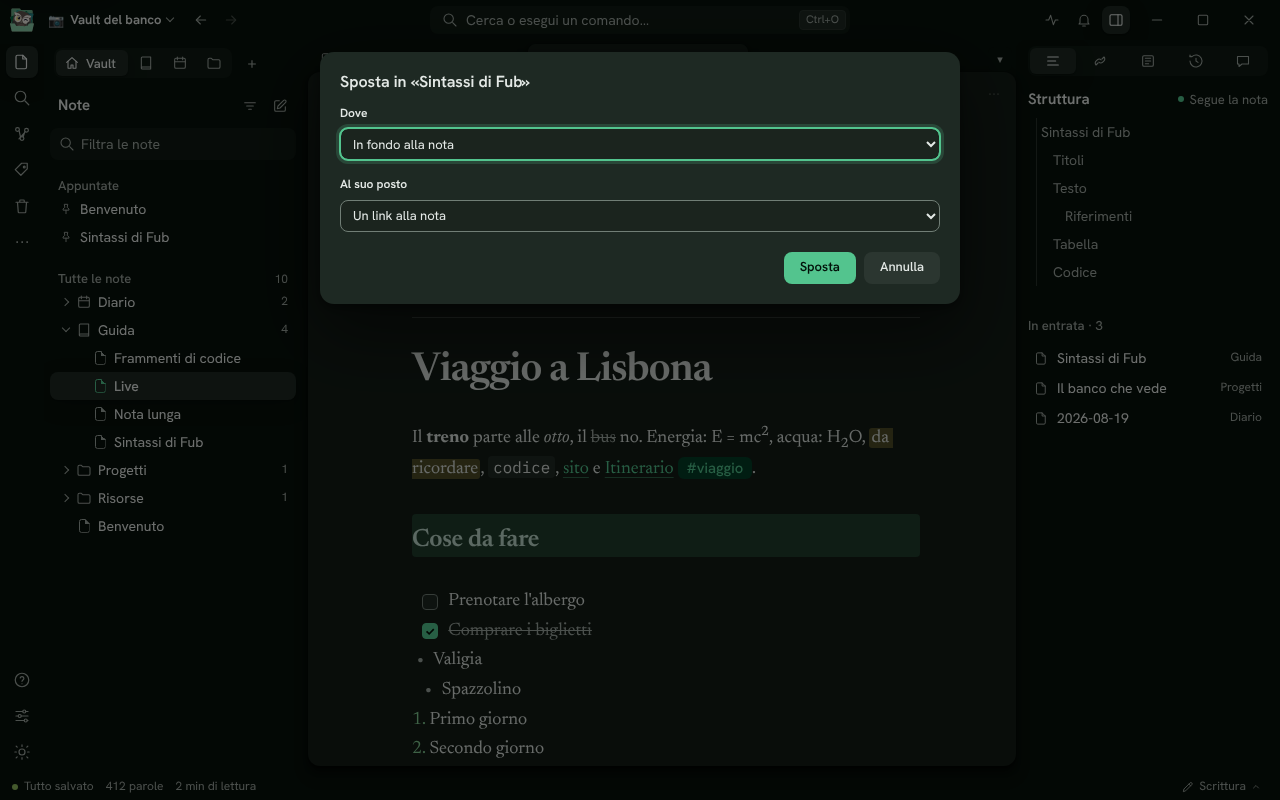 Vault del banco
Cerca o esegui un comando...
Ctrl+O
Vault
Note
Filtra le note
Appuntate
Benvenuto
Sintassi di Fub
Tutte le note 10
Diario 2
Guida 4
Frammenti di codice
Live
Nota lunga
Sintassi di Fub
Progetti 1
Risorse 1
Benvenuto
Sposta in «Sintassi di Fub»
Dove
In fondo alla nota
Al suo posto
Un link alla nota
Sposta
Annulla
Viaggio a Lisbona
Il treno parte alle otto, il bus no. Energia: E = mc², acqua: H₂O, da
ricordare, codice, sito e Itinerario #viaggio.
Cose da fare
Prenotare l'albergo
Comprare i biglietti
• Valigia
• Spazzolino
1. Primo giorno
2. Secondo giorno
Struttura
Segue la nota
Sintassi di Fub
Titoli
Testo
Riferimenti
Tabella
Codice
In entrata · 3
Sintassi di Fub Guida
Il banco che vede Progetti
2026-08-19 Diario
Tutto salvato 412 parole 2 min di lettura
Scrittura